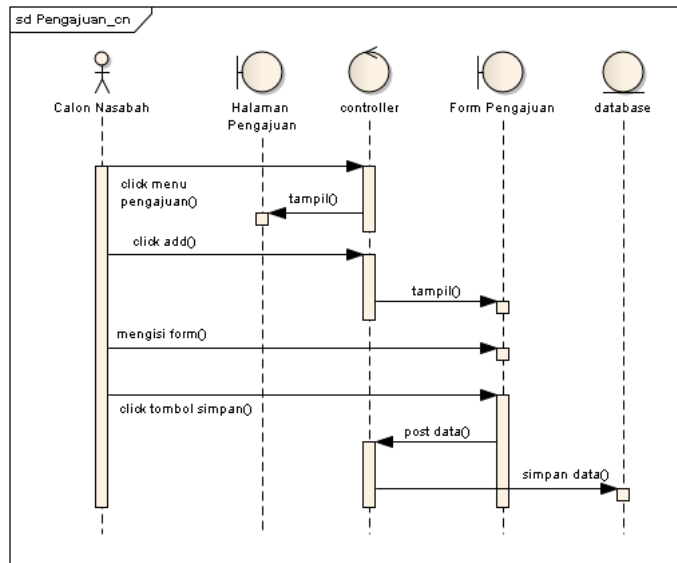 sd Pengajuan_cn
Calon Nasabah
Halaman
Pengajuan
controller
Form Pengajuan
database
click menu
pengajuan()
tampil()
click add()
tampil()
mengisi form()
click tombol simpan()
post data()
simpan data()